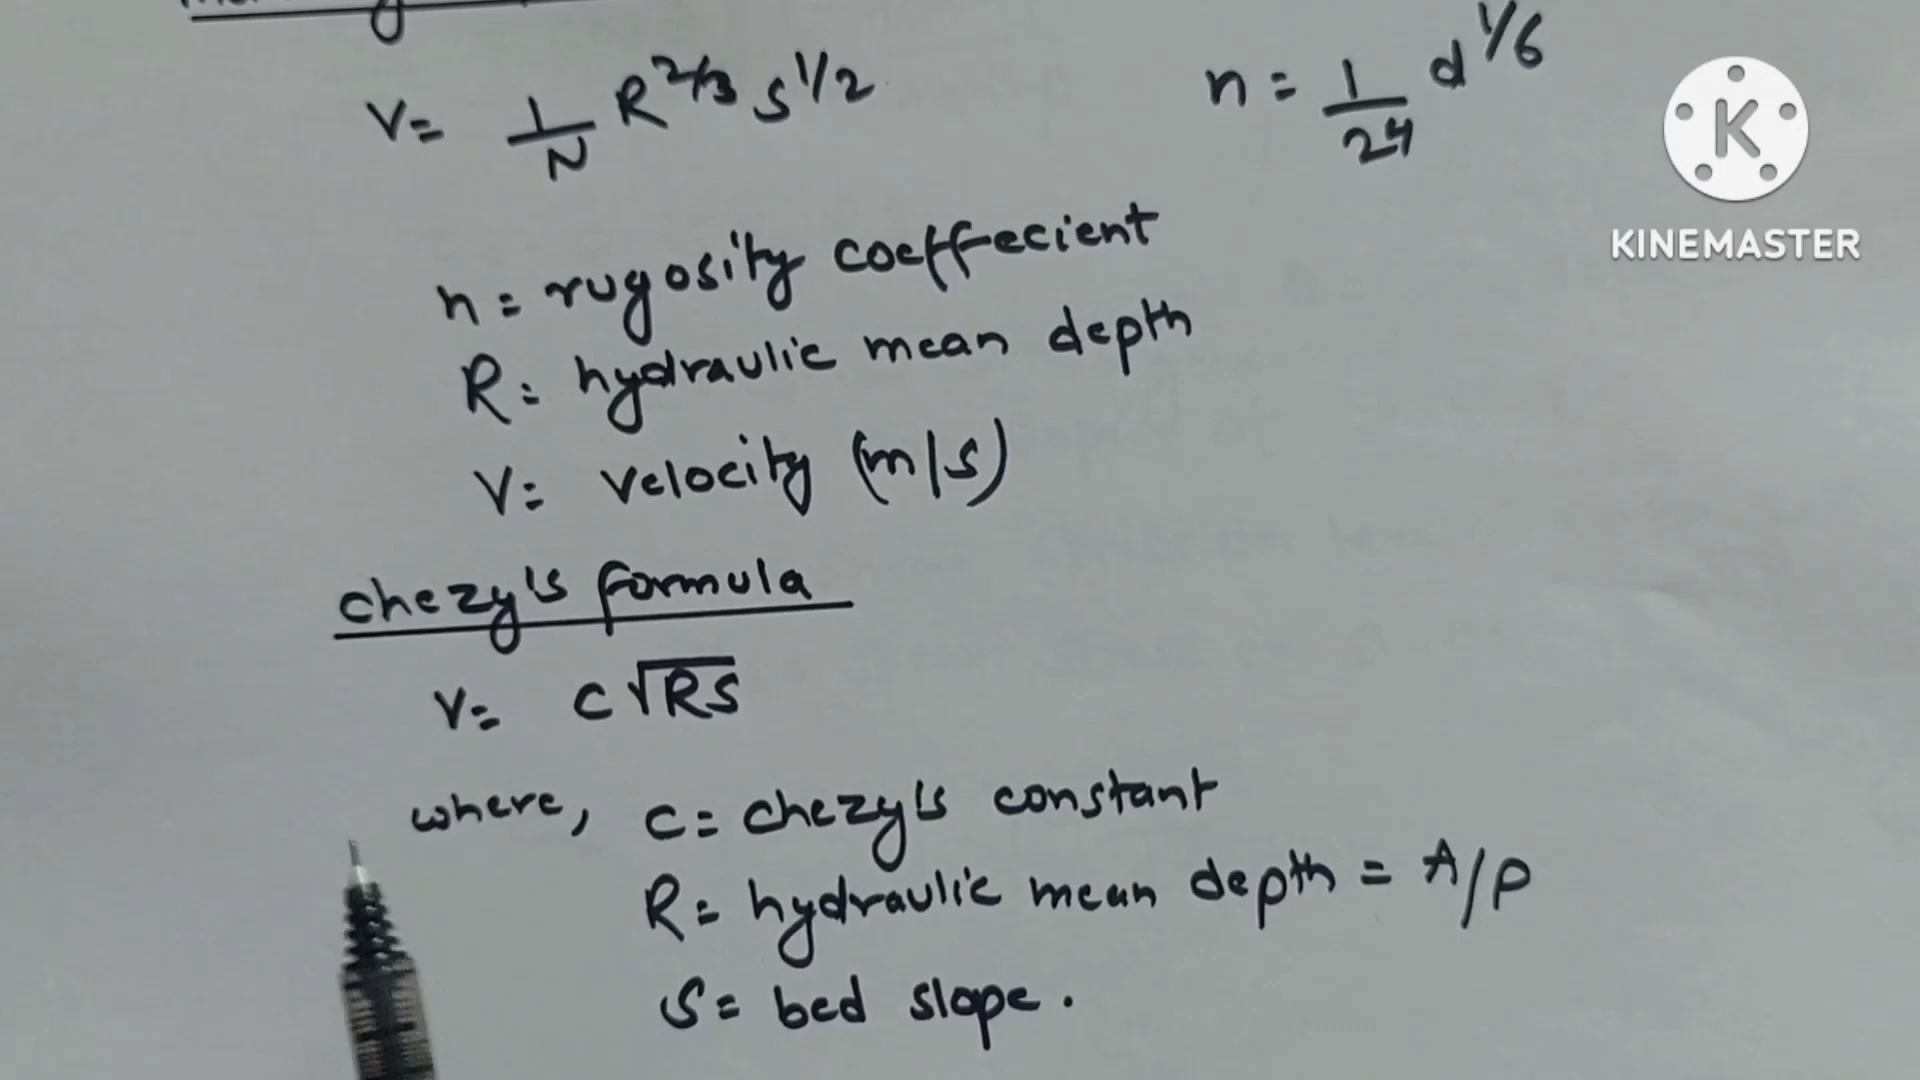 V= 1/N R^2/3 S^1/2
n = 1/24 d^1/6
K
KINEMASTER
n = rugosity coeffecient
R = hydraulic mean depth
V = velocity (m/s)
chezy's formula
V= C√RS
where, C = chezy's constant
R = hydraulic mean depth = A/P
S = bed slope.